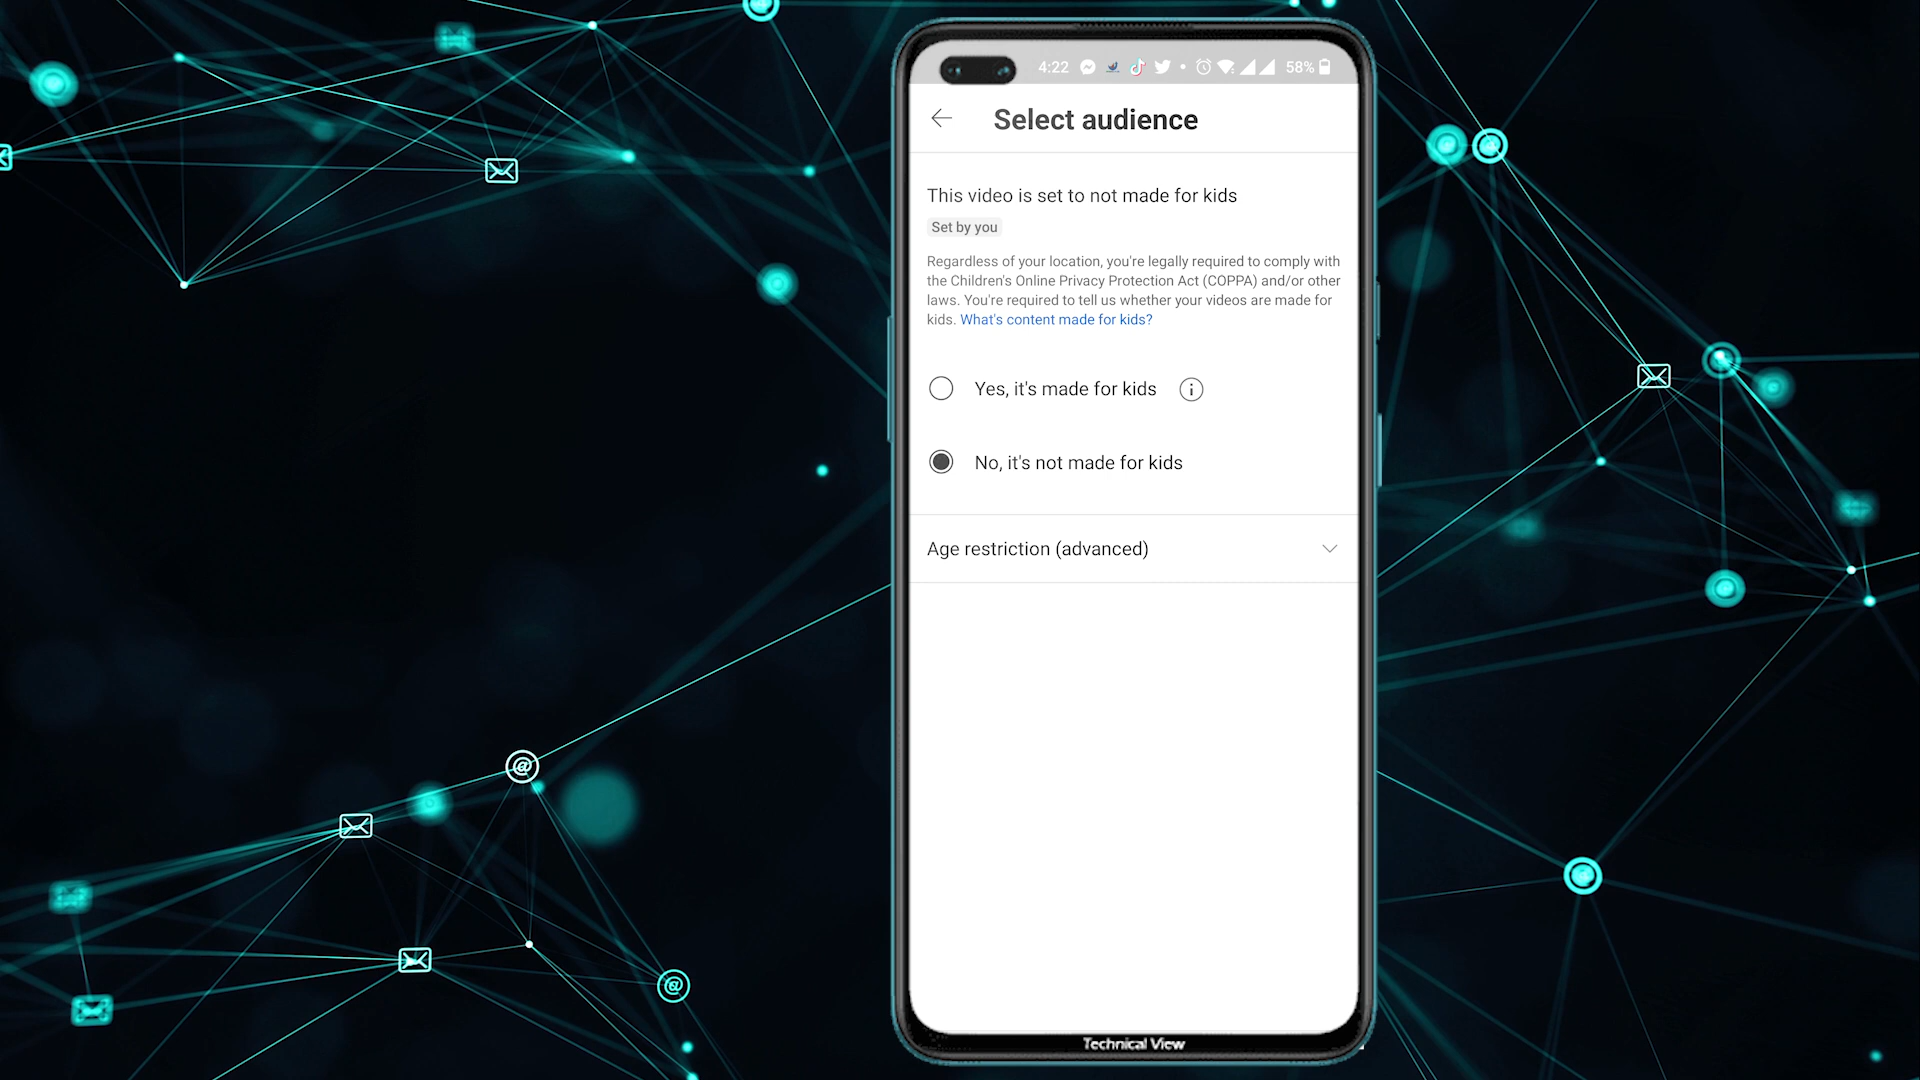 4:22
58%
Select audience
This video is set to not made for kids
Set by you
Regardless of your location, you're legally required to comply with
the Children's Online Privacy Protection Act (COPPA) and/or other
laws. You're required to tell us whether your videos are made for
kids. What's content made for kids?
Yes, it's made for kids
No, it's not made for kids
Age restriction (advanced)
Technical View